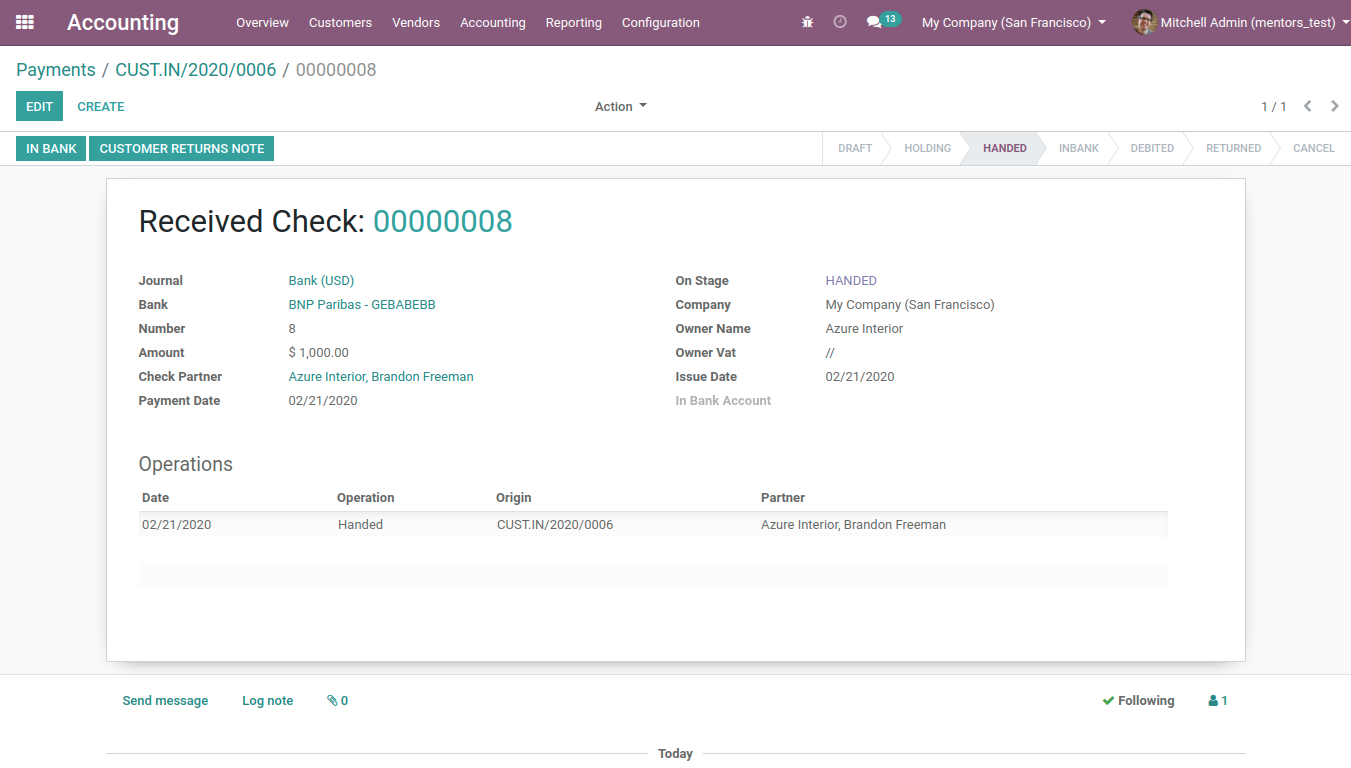 Accounting Overview Customers Vendors Accounting Reporting Configuration 13 My Company (San Francisco) Mitchell Admin (mentors_test)
Payments / CUST.IN/2020/0006 / 00000008
EDIT CREATE Action 1 / 1
IN BANK CUSTOMER RETURNS NOTE DRAFT HOLDING HANDED INBANK DEBITED RETURNED CANCEL
Received Check: 00000008
Journal Bank (USD) On Stage HANDED
Bank BNP Paribas - GEBABEBB Company My Company (San Francisco)
Number 8 Owner Name Azure Interior
Amount $ 1,000.00 Owner Vat //
Check Partner Azure Interior, Brandon Freeman Issue Date 02/21/2020
Payment Date 02/21/2020 In Bank Account
Operations
Date Operation Origin Partner
02/21/2020 Handed CUST.IN/2020/0006 Azure Interior, Brandon Freeman
Send message Log note 0 Following 1
Today